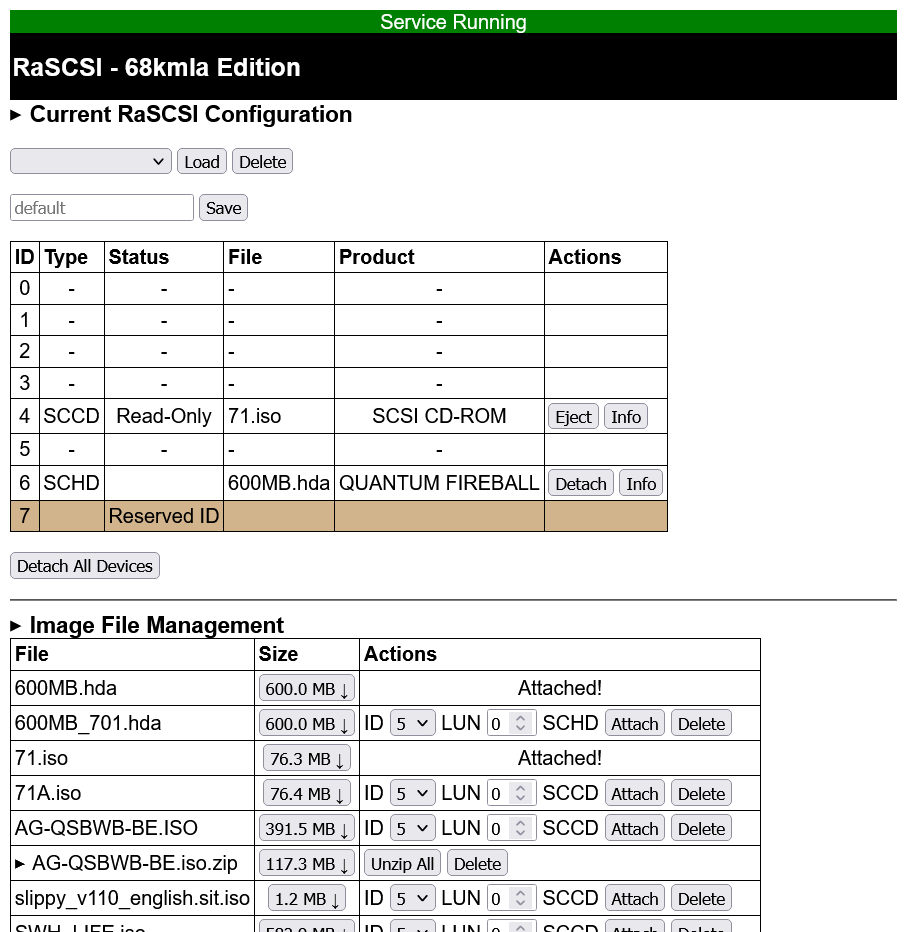 Service Running
RaSCSI - 68kmla Edition
▸ Current RaSCSI Configuration
Load Delete
default Save
ID Type Status File Product Actions
0 - - - -
1 - - - -
2 - - - -
3 - - - -
4 SCCD Read-Only 71.iso SCSI CD-ROM Eject Info
5 - - - -
6 SCHD 600MB.hda QUANTUM FIREBALL Detach Info
7 Reserved ID
Detach All Devices
▸ Image File Management
File Size Actions
600MB.hda 600.0 MB ↓ Attached!
600MB_701.hda 600.0 MB ↓ ID 5 LUN 0 SCHD Attach Delete
71.iso 76.3 MB ↓ Attached!
71A.iso 76.4 MB ↓ ID 5 LUN 0 SCCD Attach Delete
AG-QSBWB-BE.ISO 391.5 MB ↓ ID 5 LUN 0 SCCD Attach Delete
▸ AG-QSBWB-BE.iso.zip 117.3 MB ↓ Unzip All Delete
slippy_v110_english.sit.iso 1.2 MB ↓ ID 5 LUN 0 SCCD Attach Delete
ID 5 LUN 0 SCCD Attach Delete